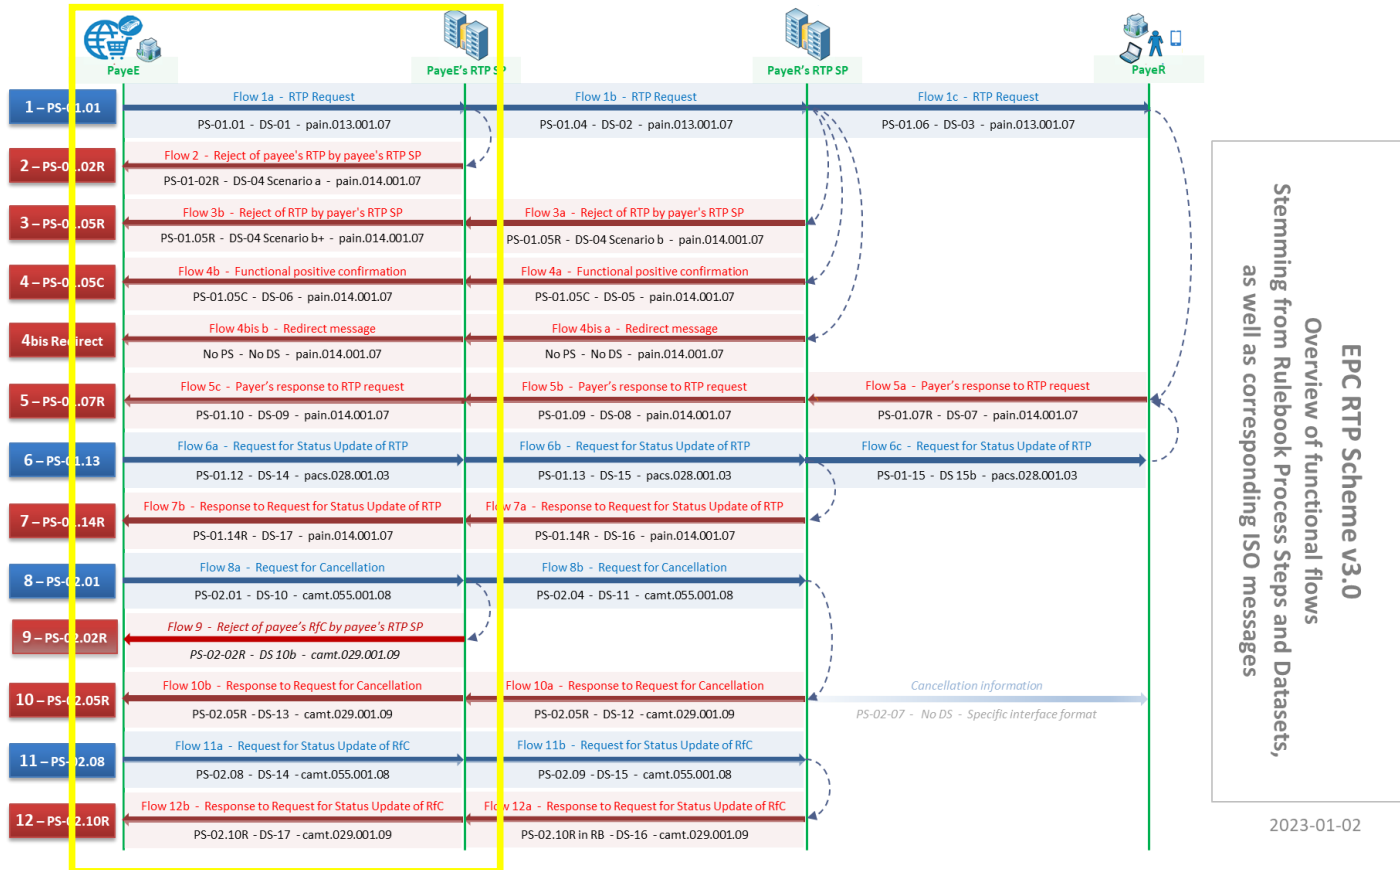 PayeE
PayeE's RTP SP
PayeR's RTP SP
PayeR
1 – PS-01.01
Flow 1a - RTP Request
PS-01.01 - DS-01 - pain.013.001.07
Flow 1b - RTP Request
PS-01.04 - DS-02 - pain.013.001.07
Flow 1c - RTP Request
PS-01.06 - DS-03 - pain.013.001.07
2 – PS-01.02R
Flow 2 - Reject of payee's RTP by payee's RTP SP
PS-01-02R - DS-04 Scenario a - pain.014.001.07
3 – PS-01.05R
Flow 3b - Reject of RTP by payer's RTP SP
PS-01.05R - DS-04 Scenario b+ - pain.014.001.07
Flow 3a - Reject of RTP by payer's RTP SP
PS-01.05R - DS-04 Scenario b - pain.014.001.07
4 – PS-01.05C
Flow 4b - Functional positive confirmation
PS-01.05C - DS-06 - pain.014.001.07
Flow 4a - Functional positive confirmation
PS-01.05C - DS-05 - pain.014.001.07
4bis Redirect
Flow 4bis b - Redirect message
No PS - No DS - pain.014.001.07
Flow 4bis a - Redirect message
No PS - No DS - pain.014.001.07
5 – PS-01.07R
Flow 5c - Payer's response to RTP request
PS-01.10 - DS-09 - pain.014.001.07
Flow 5b - Payer's response to RTP request
PS-01.09 - DS-08 - pain.014.001.07
Flow 5a - Payer's response to RTP request
PS-01.07R - DS-07 - pain.014.001.07
6 – PS-01.13
Flow 6a - Request for Status Update of RTP
PS-01.12 - DS-14 - pacs.028.001.03
Flow 6b - Request for Status Update of RTP
PS-01.13 - DS-15 - pacs.028.001.03
Flow 6c - Request for Status Update of RTP
PS-01-15 - DS 15b - pacs.028.001.03
7 – PS-01.14R
Flow 7b - Response to Request for Status Update of RTP
PS-01.14R - DS-17 - pain.014.001.07
Flow 7a - Response to Request for Status Update of RTP
PS-01.14R - DS-16 - pain.014.001.07
8 – PS-02.01
Flow 8a - Request for Cancellation
PS-02.01 - DS-10 - camt.055.001.08
Flow 8b - Request for Cancellation
PS-02.04 - DS-11 - camt.055.001.08
9 – PS-02.02R
Flow 9 - Reject of payee's RfC by payee's RTP SP
PS-02-02R - DS 10b - camt.029.001.09
10 – PS-02.05R
Flow 10b - Response to Request for Cancellation
PS-02.05R - DS-13 - camt.029.001.09
Flow 10a - Response to Request for Cancellation
PS-02.05R - DS-12 - camt.029.001.09
Cancellation information
PS-02-07 - No DS - Specific interface format
11 – PS-02.08
Flow 11a - Request for Status Update of RfC
PS-02.08 - DS-14 - camt.055.001.08
Flow 11b - Request for Status Update of RfC
PS-02.09 - DS-15 - camt.055.001.08
12 – PS-02.10R
Flow 12b - Response to Request for Status Update of RfC
PS-02.10R - DS-17 - camt.029.001.09
Flow 12a - Response to Request for Status Update of RfC
PS-02.10R in RB - DS-16 - camt.029.001.09
EPC RTP Scheme v3.0
Overview of functional flows
Stemming from Rulebook Process Steps and Datasets,
as well as corresponding ISO messages
2023-01-02